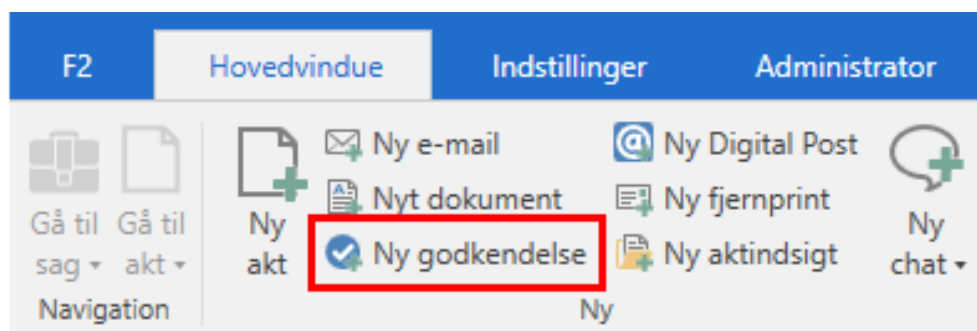 F2 Hovedvindue Indstillinger Administrator
Gå til sag
Gå til akt
Navigation
Ny akt
Ny e-mail
Nyt dokument
Ny godkendelse
Ny Digital Post
Ny fjernprint
Ny aktindsigt
Ny chat
Ny